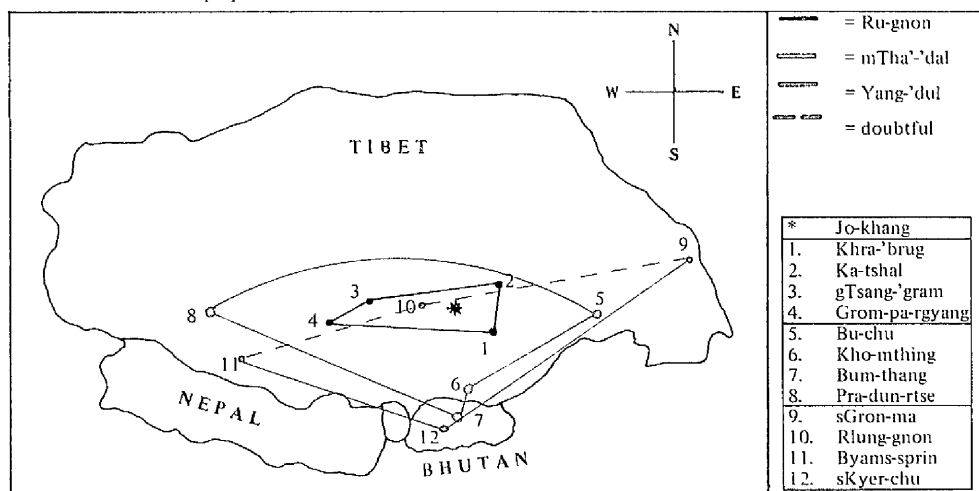 N
W E
S
TIBET
NEPAL
BHUTAN
1
2
3
4
5
6
7
8
9
10
11
12
= Ru-gnon
= mTha'-'dal
= Yang-'dul
= doubtful
* Jo-khang
1. Khra-'brug
2. Ka-tshal
3. gTsang-'gram
4. Grom-pa-rgyang
5. Bu-chu
6. Kho-mthing
7. Bum-thang
8. Pra-dun-rtse
9. sGron-ma
10. Rlung-gnon
11. Byams-sprin
12. sKyer-chu